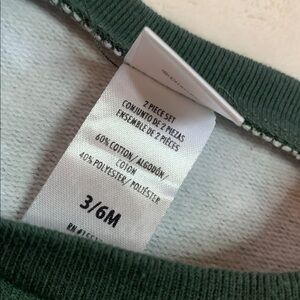 2 PIECE SET
CONJUNTO DE 2 PIEZAS
ENSEMBLE DE 2 PIÈCES
60% COTTON/ALGODÓN/
COTON
40% POLYESTER/POLIÉSTER
3/6M